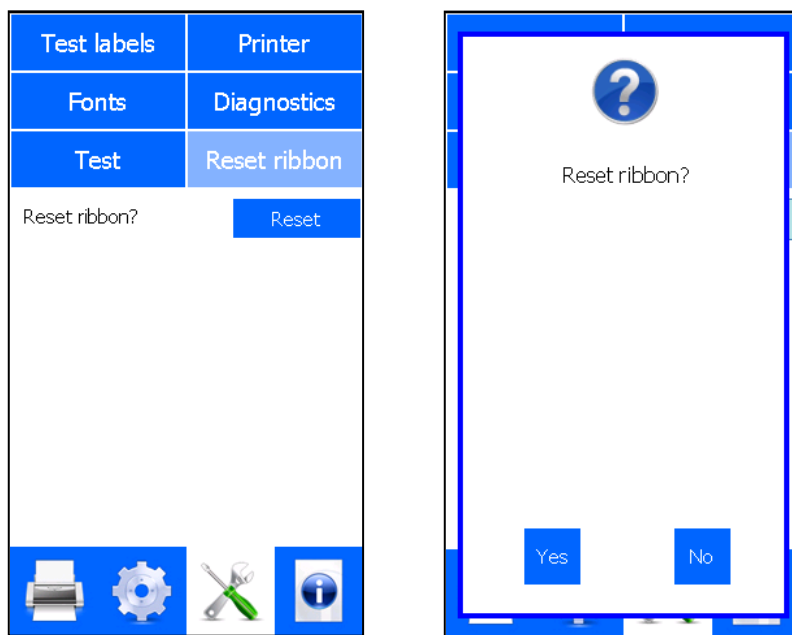 Test labels
Printer
Fonts
Diagnostics
Test
Reset ribbon
Reset ribbon?
Reset
Reset ribbon?
Yes
No